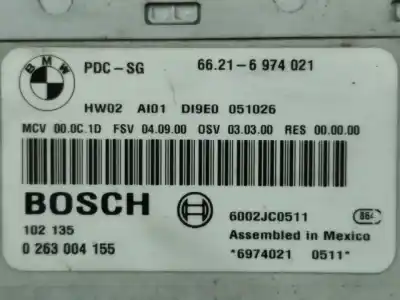 BMW
PDC-SG 66.21-6 974 021
HW02 AI01 DI9E0 051026
MCV 00.0C.1D FSV 04.09.00 OSV 03.03.00 RES 00.00.00
BOSCH
6002JC0511 864
102 135 Assembled in Mexico
0 263 004 155 *6974021 0511*